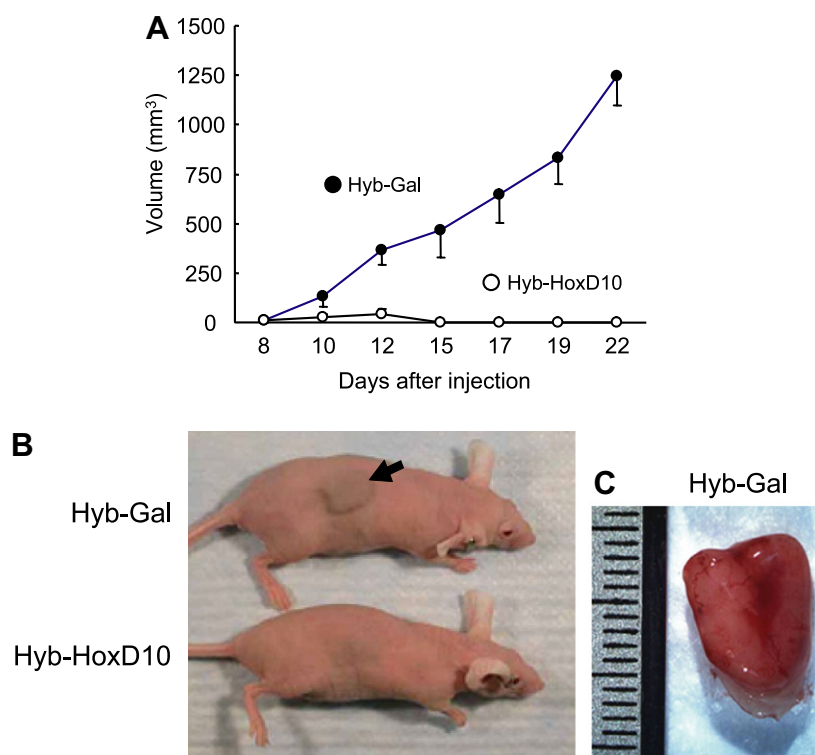 A
1500
1250
1000
750
500
250
0
Volume (mm³)
Hyb-Gal
Hyb-HoxD10
8 10 12 15 17 19 22
Days after injection
B
Hyb-Gal
Hyb-HoxD10
C
Hyb-Gal